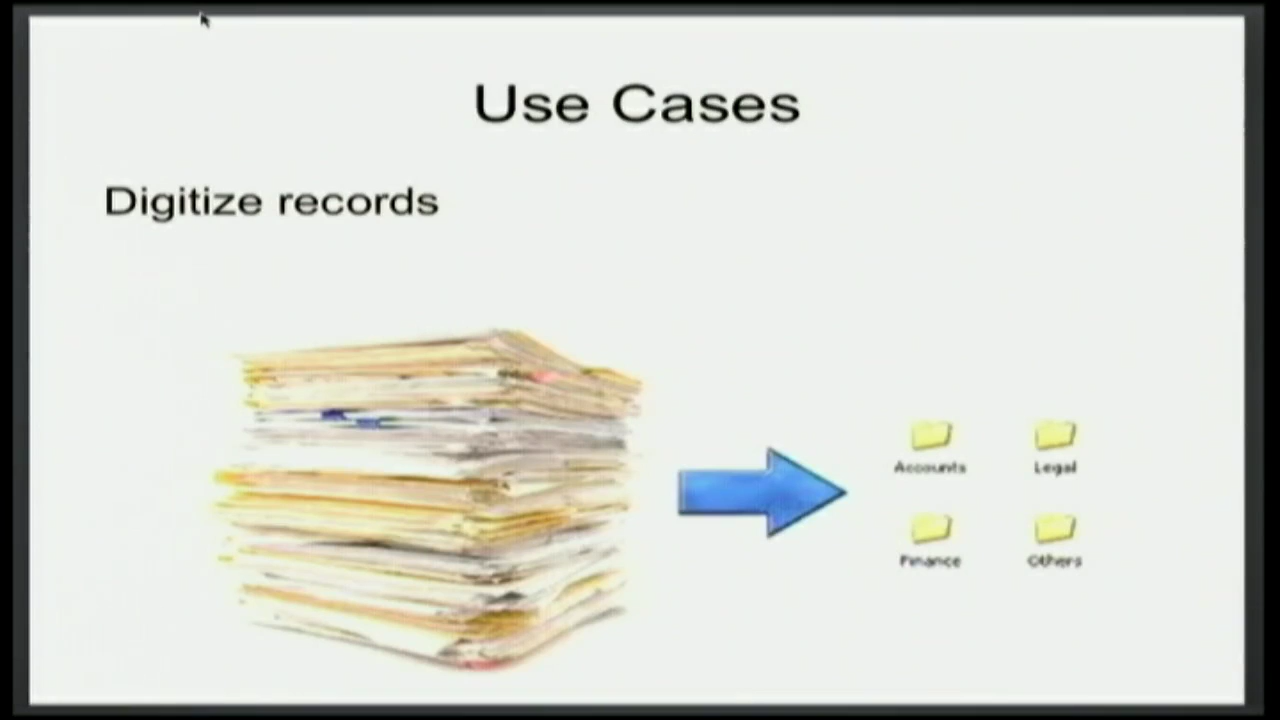 Use Cases
Digitize records
Accounts
Legal
Finance
Others